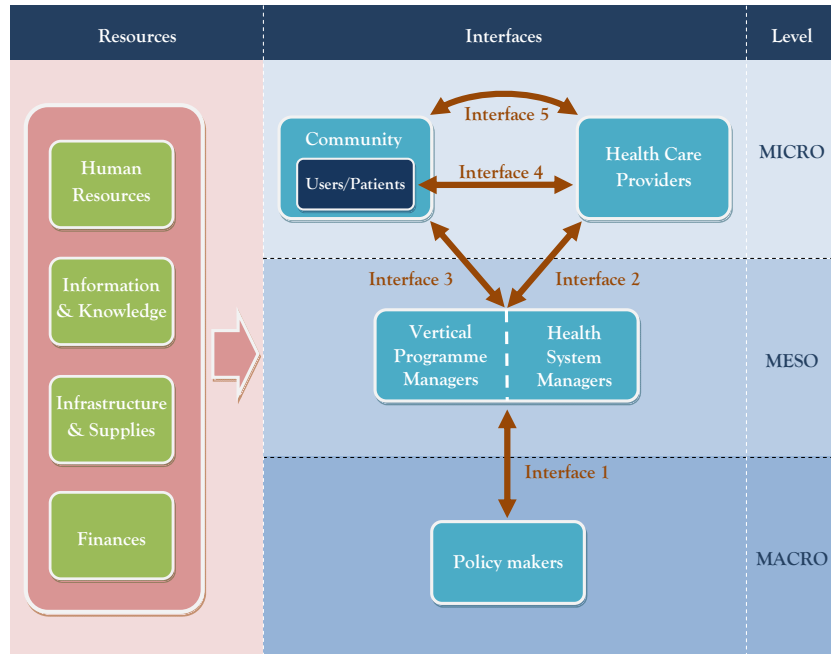 Resources
Interfaces
Level
Human
Resources
Information
& Knowledge
Infrastructure
& Supplies
Finances
Community
Users/Patients
Interface 5
Interface 4
Health Care
Providers
MICRO
Interface 3
Interface 2
Vertical
Programme
Managers
Health
System
Managers
MESO
Interface 1
Policy makers
MACRO